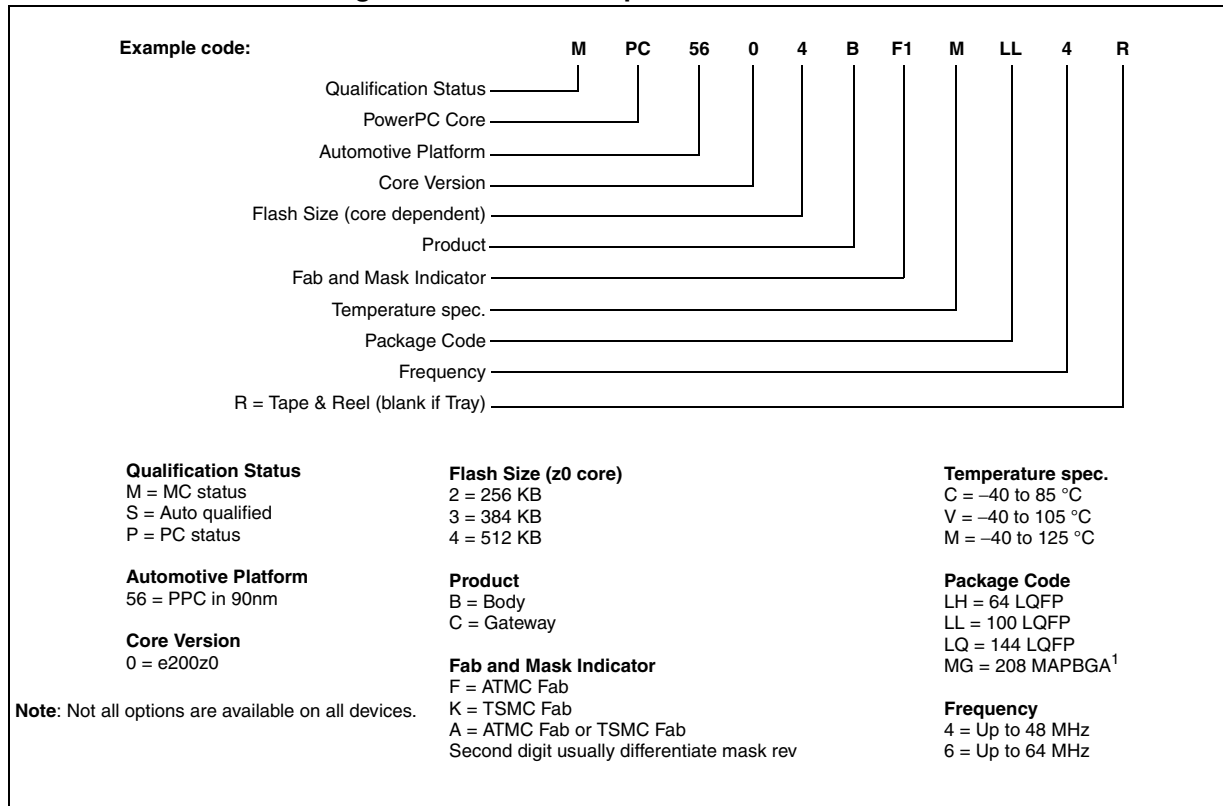 Example code: M PC 56 0 4 B F1 M LL 4 R
Qualification Status
PowerPC Core
Automotive Platform
Core Version
Flash Size (core dependent)
Product
Fab and Mask Indicator
Temperature spec.
Package Code
Frequency
R = Tape & Reel (blank if Tray)
Qualification Status
M = MC status
S = Auto qualified
P = PC status
Automotive Platform
56 = PPC in 90nm
Core Version
0 = e200z0
Note: Not all options are available on all devices.
Flash Size (z0 core)
2 = 256 KB
3 = 384 KB
4 = 512 KB
Product
B = Body
C = Gateway
Fab and Mask Indicator
F = ATMC Fab
K = TSMC Fab
A = ATMC Fab or TSMC Fab
Second digit usually differentiate mask rev
Temperature spec.
C = –40 to 85 °C
V = –40 to 105 °C
M = –40 to 125 °C
Package Code
LH = 64 LQFP
LL = 100 LQFP
LQ = 144 LQFP
MG = 208 MAPBGA1
Frequency
4 = Up to 48 MHz
6 = Up to 64 MHz